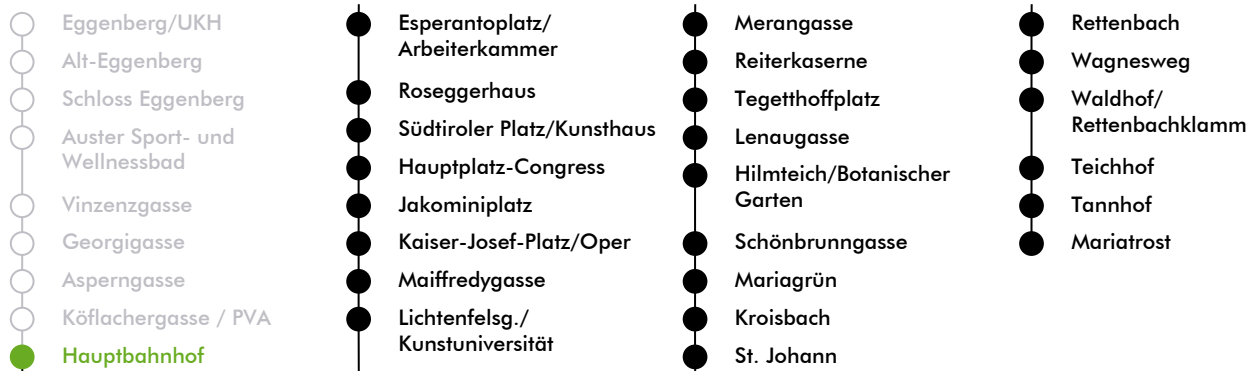 Eggenberg/UKH
Alt-Eggenberg
Schloss Eggenberg
Auster Sport- und
Wellnessbad
Vinzenzgasse
Georgigasse
Asperngasse
Köflachergasse / PVA
Hauptbahnhof
Esperantoplatz/
Arbeiterkammer
Roseggerhaus
Südtiroler Platz/Kunsthaus
Hauptplatz-Congress
Jakominiplatz
Kaiser-Josef-Platz/Oper
Maiffredygasse
Lichtenfelsg./
Kunstuniversität
Merangasse
Reiterkaserne
Tegetthoffplatz
Lenaugasse
Hilmteich/Botanischer
Garten
Schönbrunngasse
Mariagrün
Kroisbach
St. Johann
Rettenbach
Wagnesweg
Waldhof/
Rettenbachklamm
Teichhof
Tannhof
Mariatrost